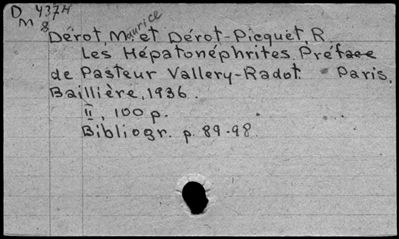 D 437H
M 8
Dérot, Maurice et Dérot-Picquet, R.
Les Hépatonéphrites. Préface
de Pasteur Vallery-Radot. Paris,
Baillière, 1936.
II, 100 p.
Bibliogr. p. 89-98.